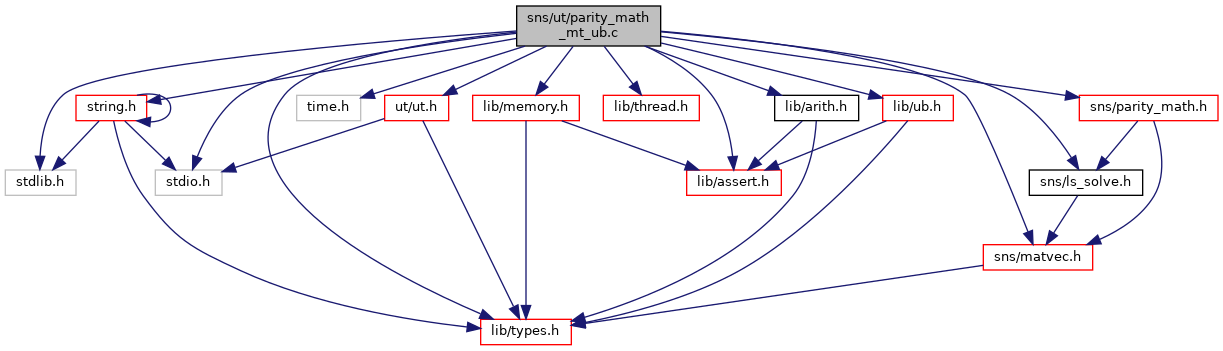 sns/ut/parity_math
_mt_ub.c
string.h
time.h
ut/ut.h
lib/memory.h
lib/thread.h
lib/arith.h
lib/ub.h
sns/parity_math.h
stdlib.h
stdio.h
lib/assert.h
sns/ls_solve.h
sns/matvec.h
lib/types.h